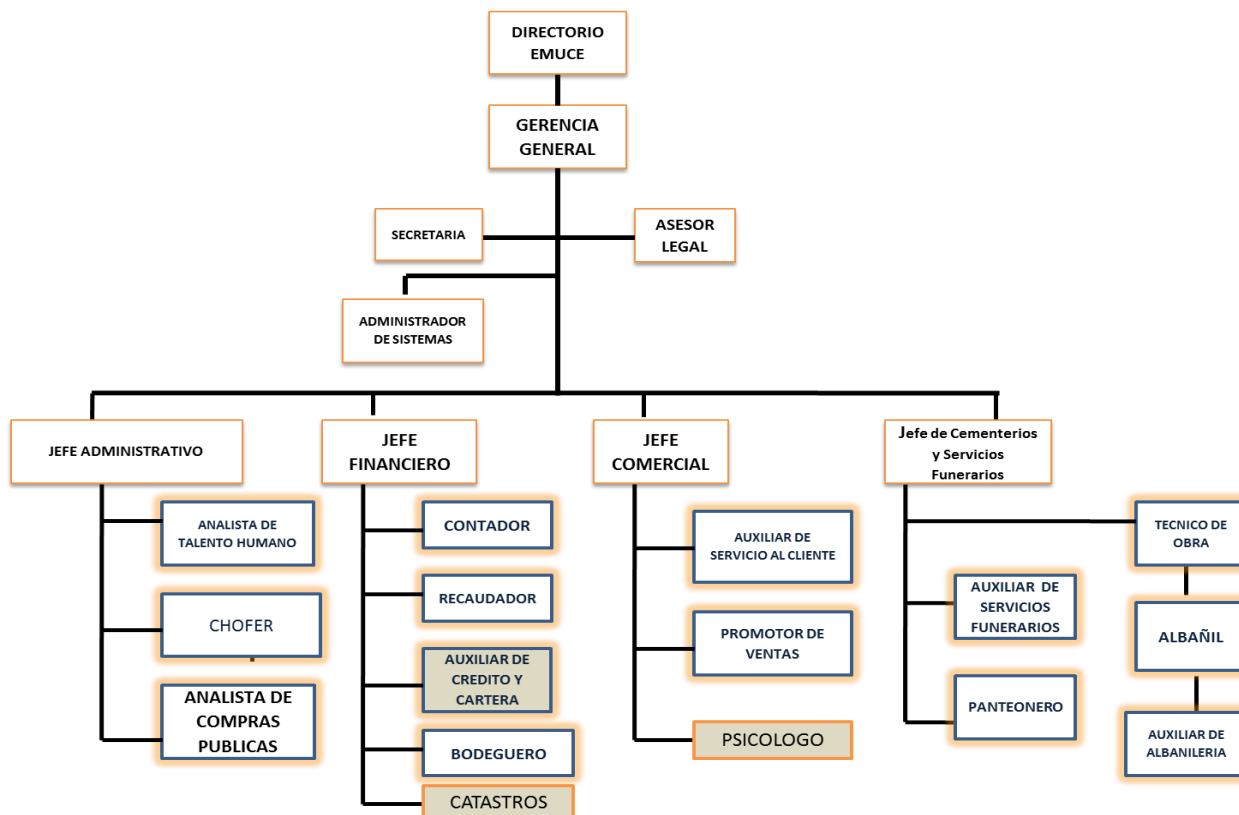 DIRECTORIO
EMUCE
GERENCIA
GENERAL
SECRETARIA
ASESOR
LEGAL
ADMINISTRADOR
DE SISTEMAS
JEFE ADMINISTRATIVO
JEFE
FINANCIERO
JEFE
COMERCIAL
Jefe de Cementerios
y Servicios
Funerarios
ANALISTA DE
TALENTO HUMANO
CHOFER
ANALISTA DE
COMPRAS
PUBLICAS
CONTADOR
RECAUDADOR
AUXILIAR DE
CREDITO Y
CARTERA
BODEGUERO
CATASTROS
AUXILIAR DE
SERVICIO AL CLIENTE
PROMOTOR DE
VENTAS
PSICOLOGO
AUXILIAR DE
SERVICIOS
FUNERARIOS
PANTEONERO
TECNICO DE
OBRA
ALBAÑIL
AUXILIAR DE
ALBANILERIA